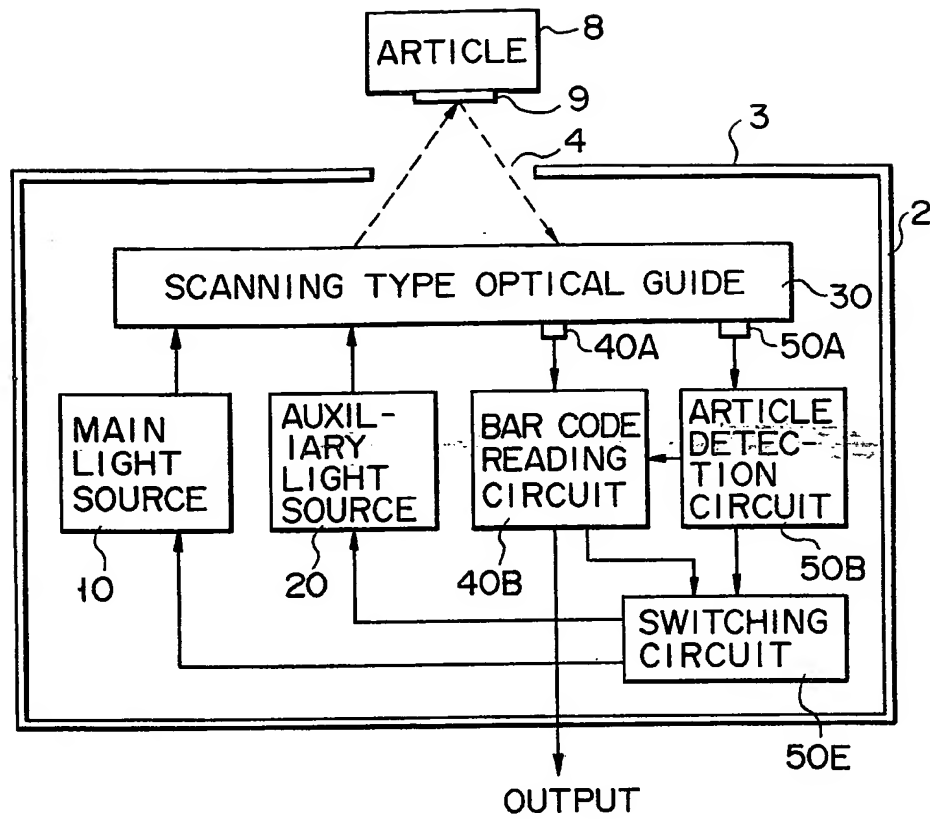 8
ARTICLE
9
4
3
2
SCANNING TYPE OPTICAL GUIDE
30
40A
50A
MAIN
LIGHT
SOURCE
10
AUXIL-
IARY
LIGHT
SOURCE
20
BAR CODE
READING
CIRCUIT
40B
ARTICLE
DETEC-
TION
CIRCUIT
50B
SWITCHING
CIRCUIT
50E
OUTPUT